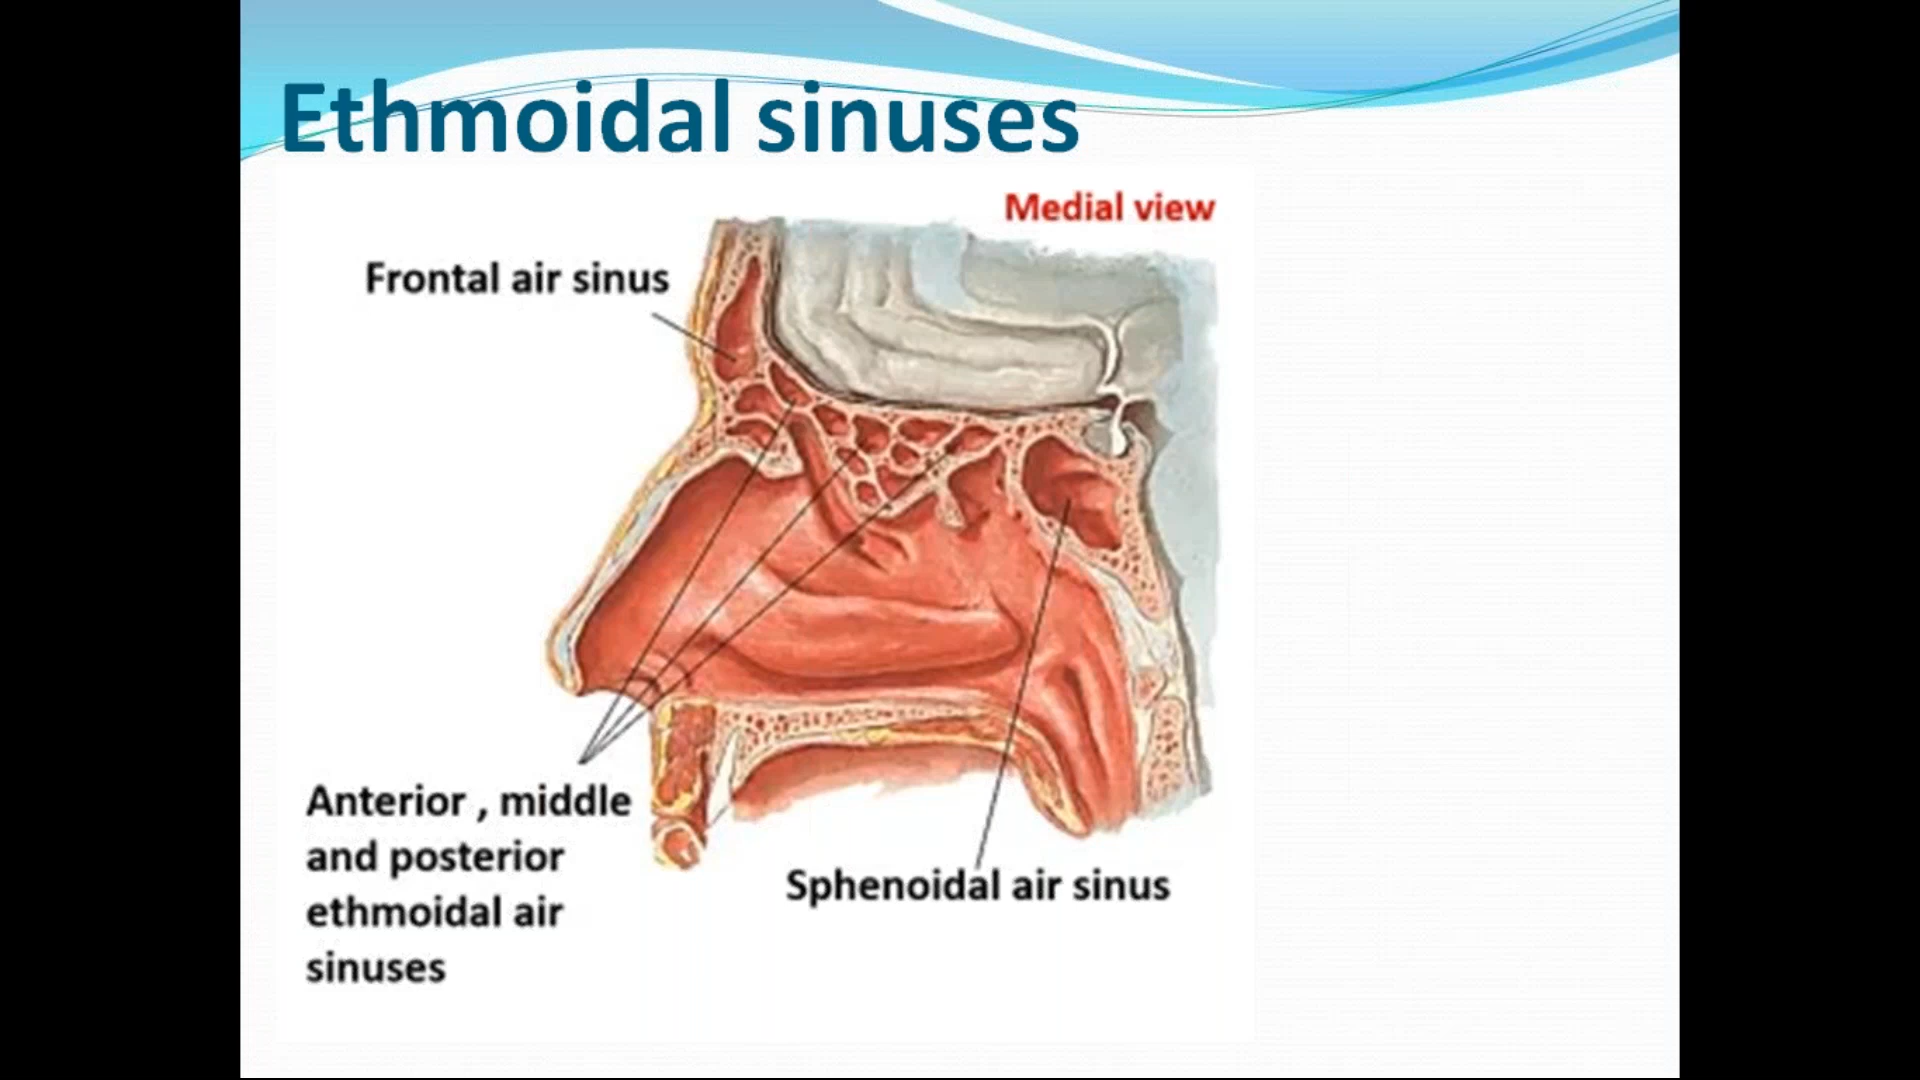 Ethmoidal sinuses
Medial view
Frontal air sinus
Anterior , middle
and posterior
ethmoidal air
sinuses
Sphenoidal air sinus